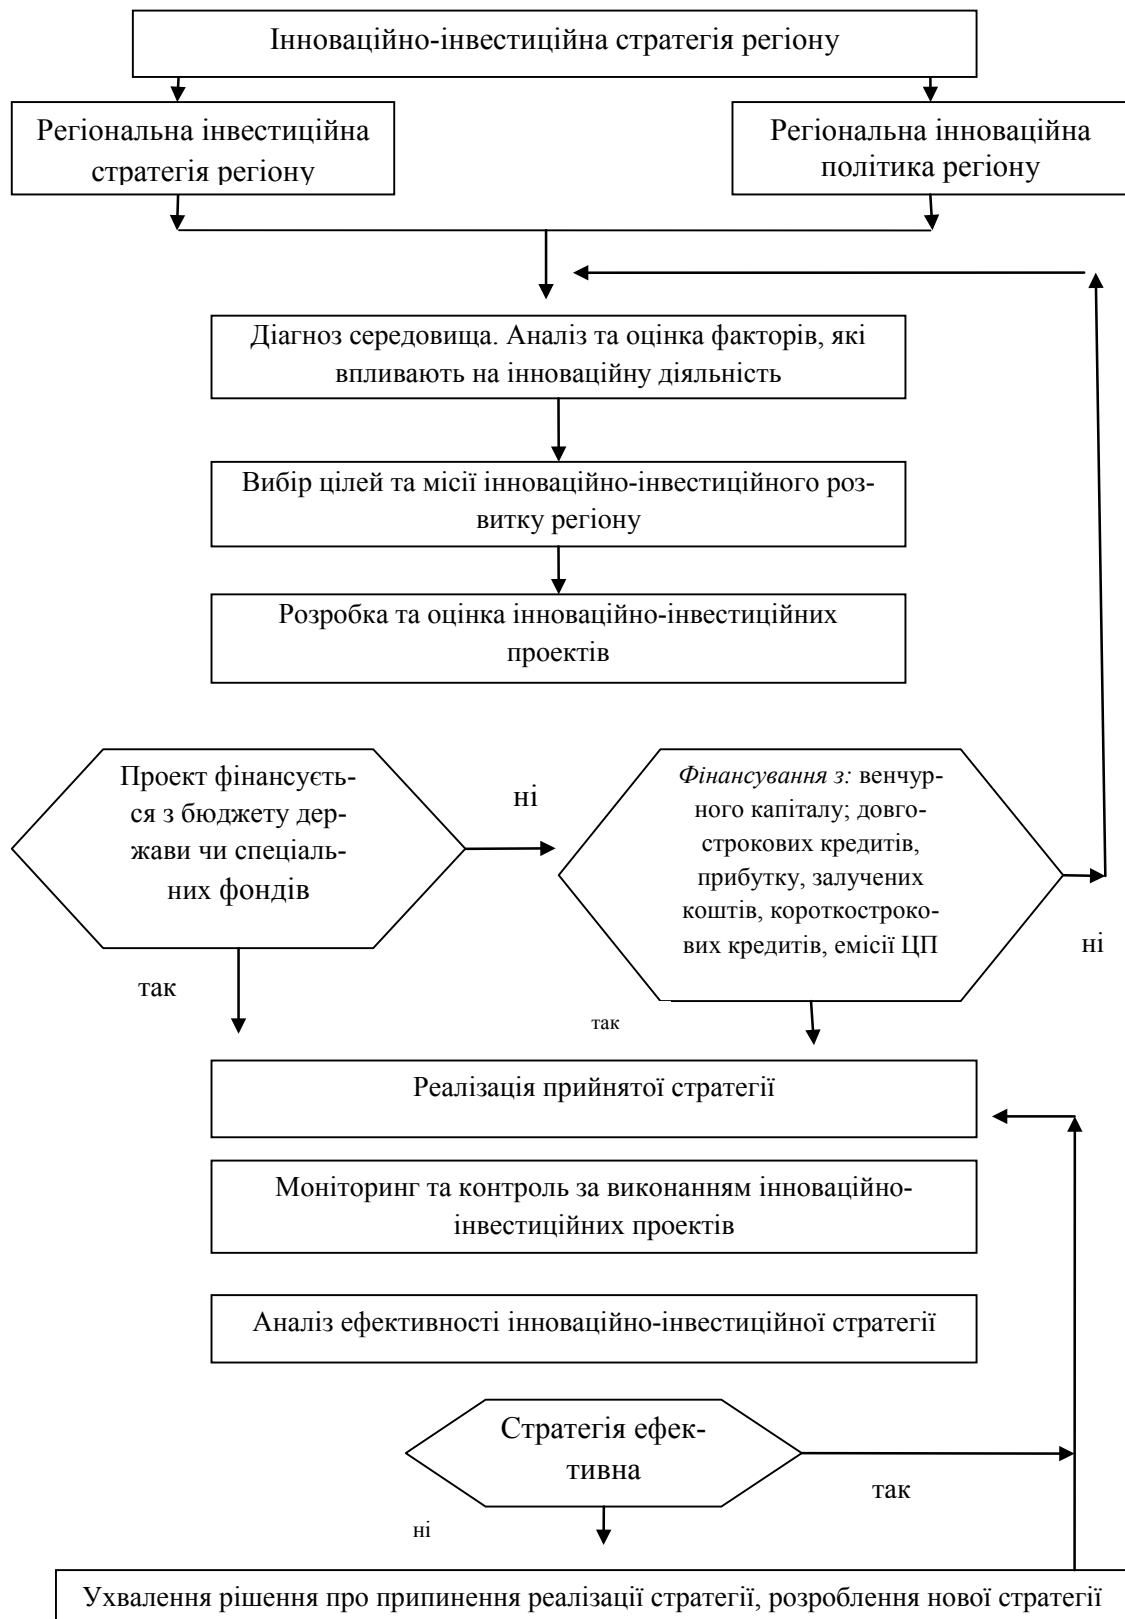 Інноваційно-інвестиційна стратегія регіону
Регіональна інвестиційна
стратегія регіону
Регіональна інноваційна
політика регіону
Діагноз середовища. Аналіз та оцінка факторів, які
впливають на інноваційну діяльність
Вибір цілей та місії інноваційно-інвестиційного роз-
витку регіону
Розробка та оцінка інноваційно-інвестиційних
проектів
Проект фінансуєть-
ся з бюджету дер-
жави чи спеціаль-
них фондів
ні
Фінансування з: венчур-
ного капіталу; довго-
строкових кредитів,
прибутку, залучених
коштів, короткостроко-
вих кредитів, емісії ЦП
ні
так
так
Реалізація прийнятої стратегії
Моніторинг та контроль за виконанням інноваційно-
інвестиційних проектів
Аналіз ефективності інноваційно-інвестиційної стратегії
Стратегія ефек-
тивна
так
ні
Ухвалення рішення про припинення реалізації стратегії, розроблення нової стратегії